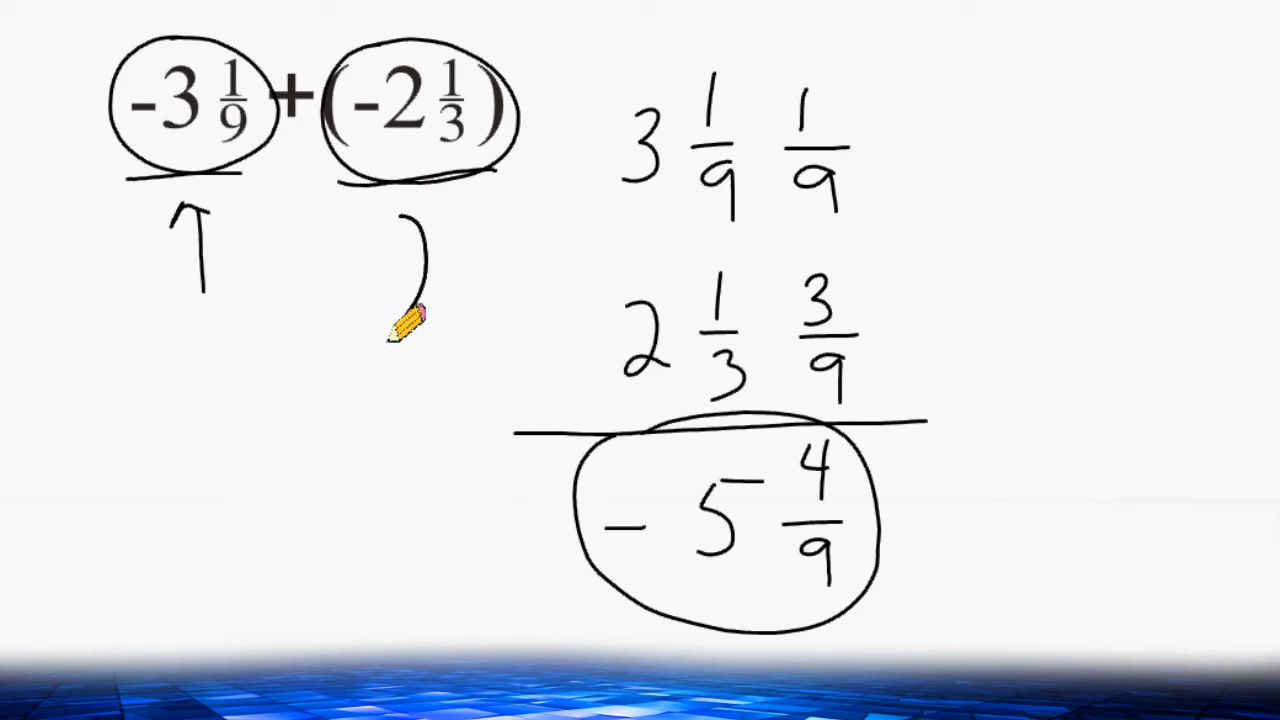 -3 1/9 + (-2 1/3)
3 1/9 1/9
2 1/3 3/9
- 5 4/9